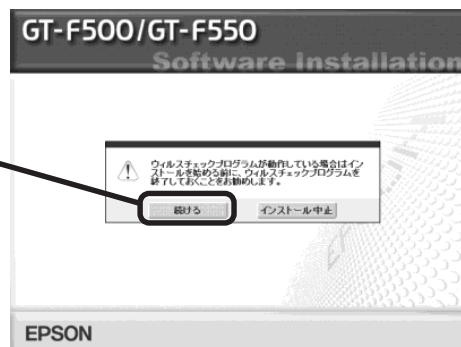 GT-F500/GT-F550
Software Installation
ウィルスチェックプログラムが動作している場合はイン
ストールを始める前に、ウィルスチェックプログラムを
終了しておくことをお勧めします。
続ける
インストール中止
EPSON